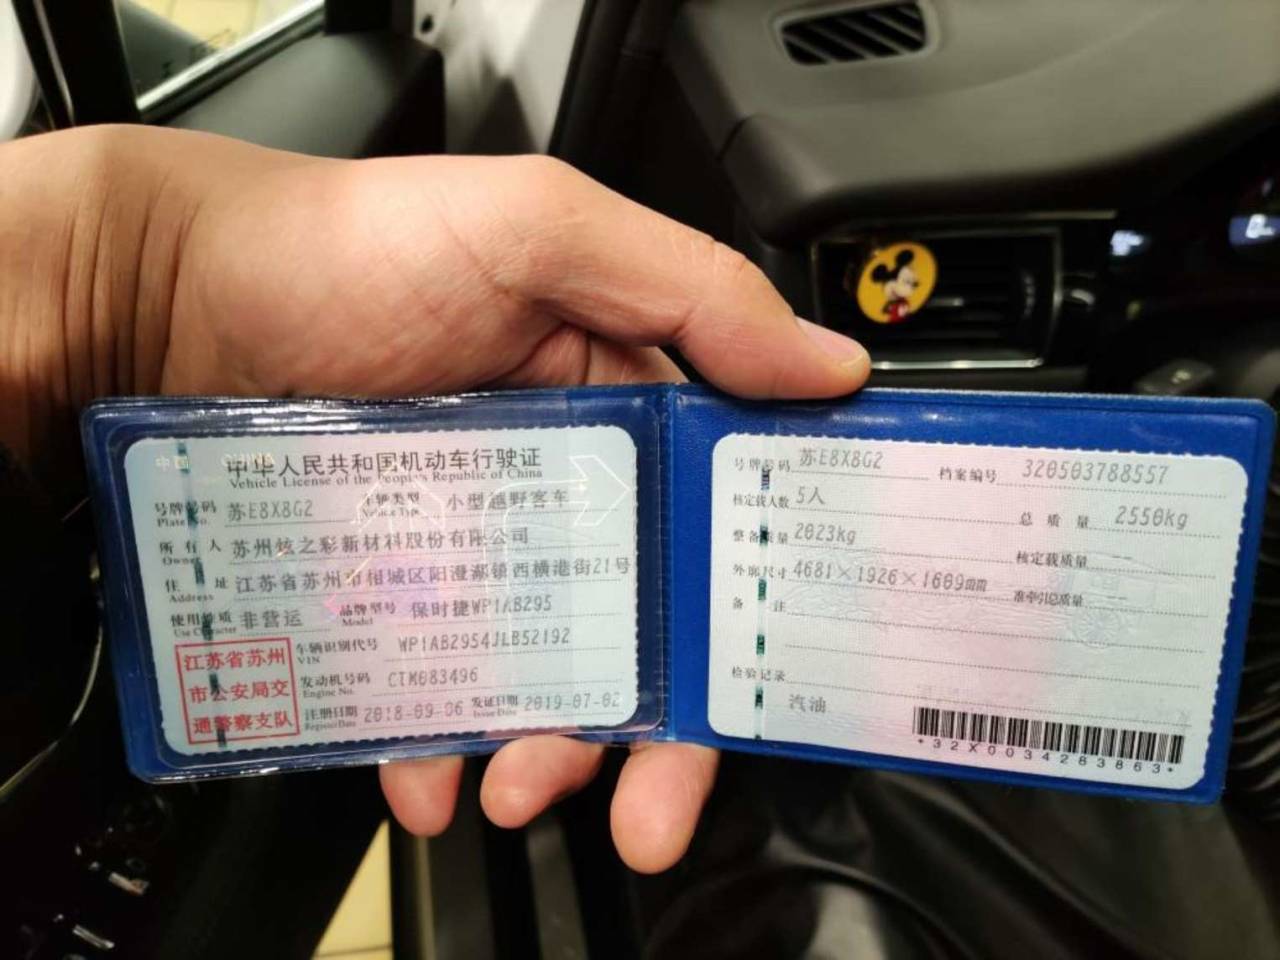 中华人民共和国机动车行驶证
Vehicle License of the People's Republic of China
号牌号码 苏E8X8G2 车辆类型 小型越野客车
Plate No. Vehicle Type
所有人 苏州炫之彩新材料股份有限公司
Owner
住址 江苏省苏州市相城区阳澄湖镇西横港街21号
Address
使用性质 非营运 品牌型号 保时捷WP1AB295
Use Character Model
车辆识别代号 WP1AB2954JLB52192
VIN
发动机号码 CTM083496
Engine No.
注册日期 2018-09-06 发证日期 2019-07-02
Register Date Issue Date
江苏省苏州
市公安局交
通警察支队
号牌号码 苏E8X8G2 档案编号 320503788557
核定载人数 5人 总质量 2550kg
整备质量 2023kg 核定载质量 --
外廓尺寸 4681×1926×1609mm 准牵引总质量 --
备注
检验记录
汽油
*32X0034283863*